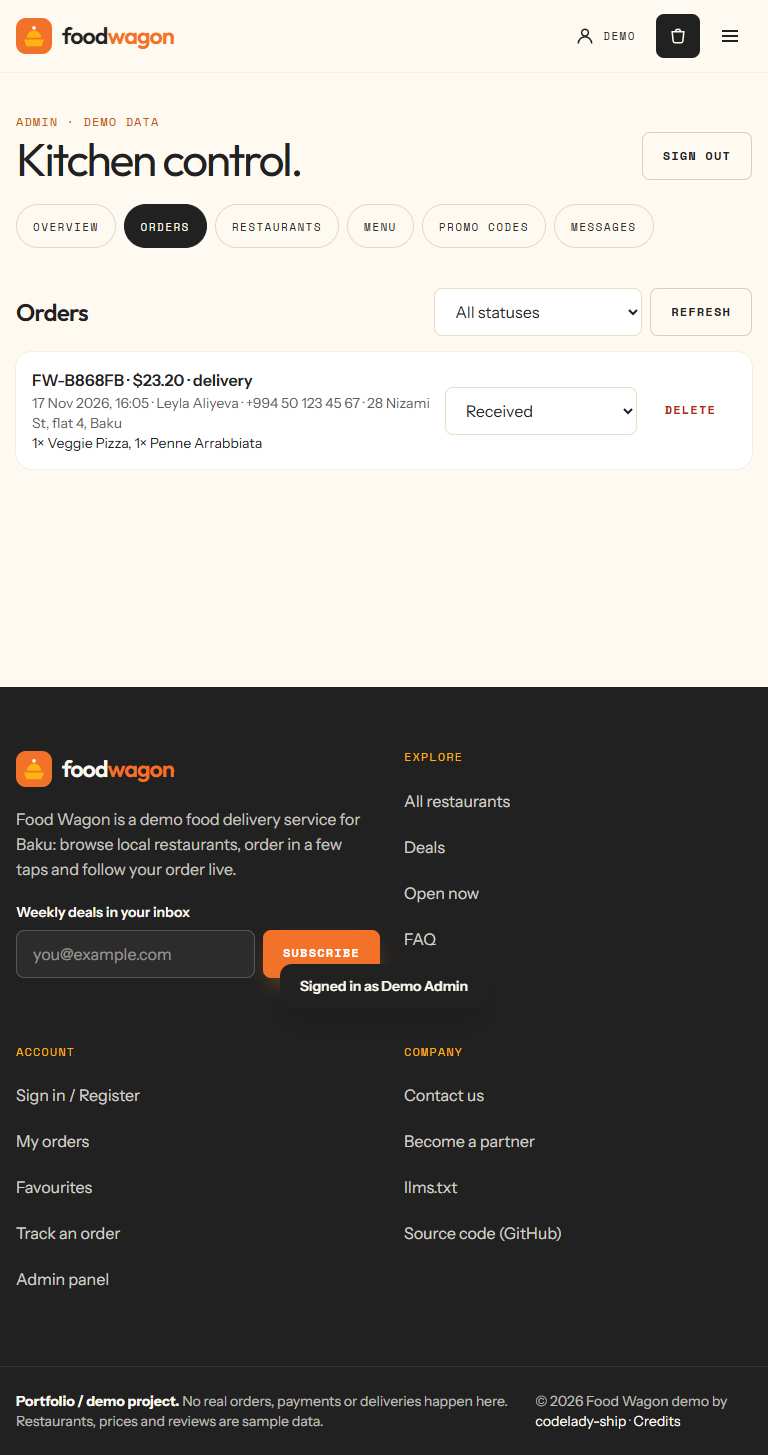 foodwagon
DEMO
ADMIN · DEMO DATA
Kitchen control.
SIGN OUT
OVERVIEW
ORDERS
RESTAURANTS
MENU
PROMO CODES
MESSAGES
Orders
All statuses
REFRESH
FW-B868FB · $23.20 · delivery
17 Nov 2026, 16:05 · Leyla Aliyeva · +994 50 123 45 67 · 28 Nizami
St, flat 4, Baku
1× Veggie Pizza, 1× Penne Arrabbiata
Received
DELETE
foodwagon
Food Wagon is a demo food delivery service for
Baku: browse local restaurants, order in a few
taps and follow your order live.
Weekly deals in your inbox
you@example.com
SUBSCRIBE
EXPLORE
All restaurants
Deals
Open now
FAQ
Signed in as Demo Admin
ACCOUNT
Sign in / Register
My orders
Favourites
Track an order
Admin panel
COMPANY
Contact us
Become a partner
llms.txt
Source code (GitHub)
Portfolio / demo project. No real orders, payments or deliveries happen here.
Restaurants, prices and reviews are sample data.
© 2026 Food Wagon demo by
codelady-ship · Credits